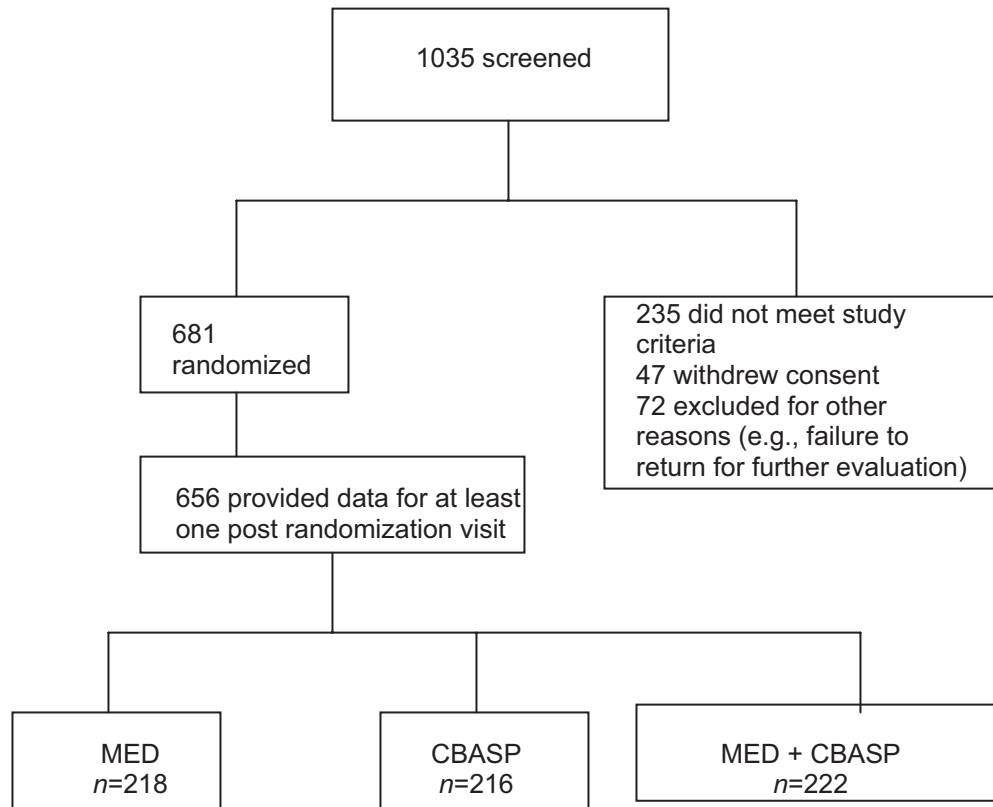 1035 screened
681
randomized
235 did not meet study
criteria
47 withdrew consent
72 excluded for other
reasons (e.g., failure to
return for further evaluation)
656 provided data for at least
one post randomization visit
MED
n=218
CBASP
n=216
MED + CBASP
n=222